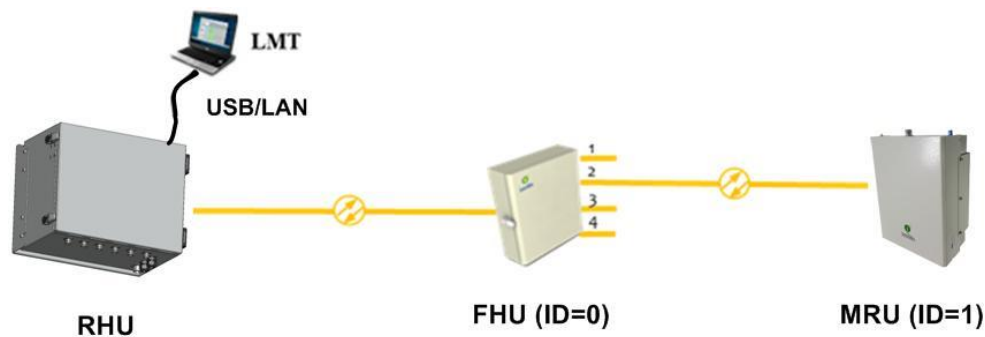 LMT
USB/LAN
1
2
3
4
RHU
FHU (ID=0)
MRU (ID=1)